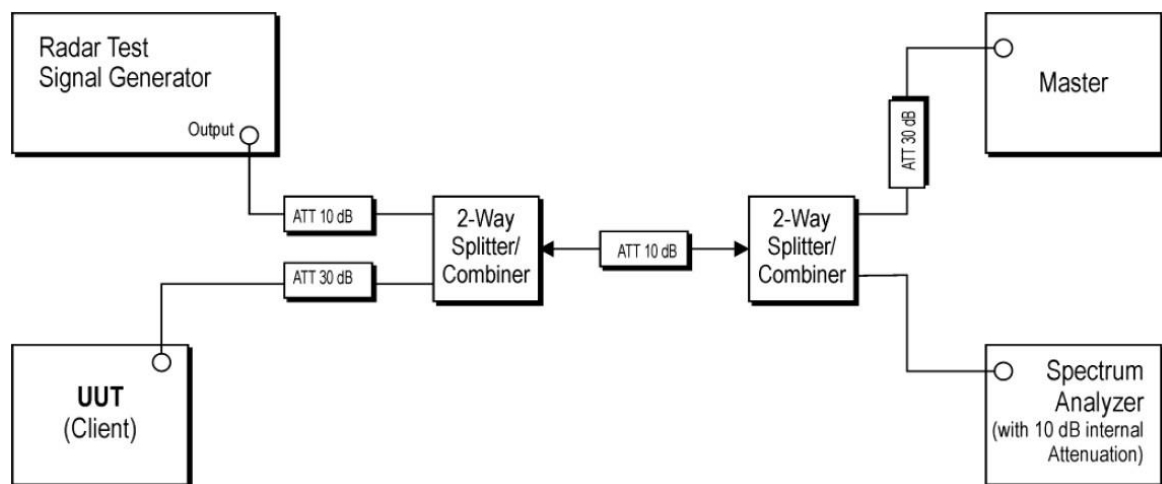 Radar Test
Signal Generator
Output
ATT 10 dB
ATT 30 dB
UUT
(Client)
2-Way
Splitter/
Combiner
ATT 10 dB
2-Way
Splitter/
Combiner
ATT 30 dB
Master
Spectrum
Analyzer
(with 10 dB internal
Attenuation)